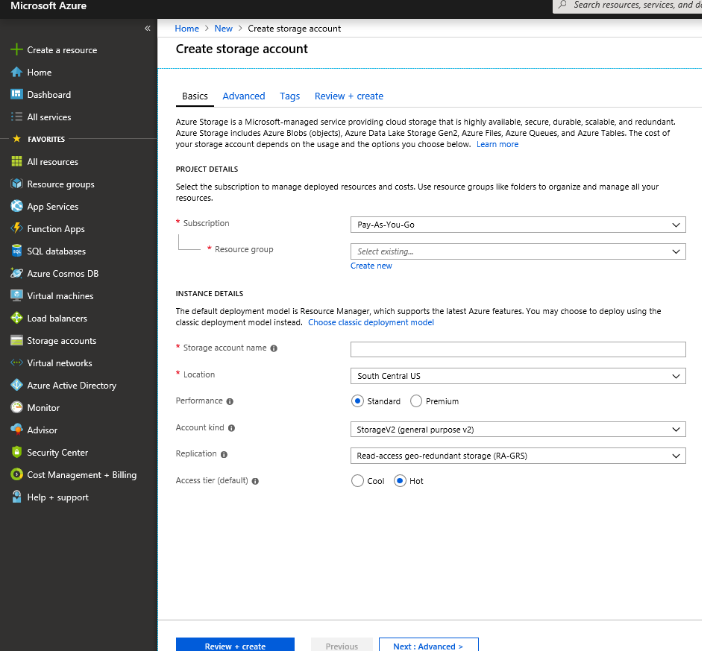 Microsoft Azure
Search resources, services, and
«
Home > New > Create storage account
Create storage account
Create a resource
Home
Dashboard
All services
FAVORITES
All resources
Resource groups
App Services
Function Apps
SQL databases
Azure Cosmos DB
Virtual machines
Load balancers
Storage accounts
Virtual networks
Azure Active Directory
Monitor
Advisor
Security Center
Cost Management + Billing
Help + support
Basics Advanced Tags Review + create
Azure Storage is a Microsoft-managed service providing cloud storage that is highly available, secure, durable, scalable, and redundant.
Azure Storage includes Azure Blobs (objects), Azure Data Lake Storage Gen2, Azure Files, Azure Queues, and Azure Tables. The cost of
your storage account depends on the usage and the options you choose below. Learn more
PROJECT DETAILS
Select the subscription to manage deployed resources and costs. Use resource groups like folders to organize and manage all your
resources.
* Subscription Pay-As-You-Go
* Resource group Select existing...
Create new
INSTANCE DETAILS
The default deployment model is Resource Manager, which supports the latest Azure features. You may choose to deploy using the
classic deployment model instead. Choose classic deployment model
* Storage account name
* Location South Central US
Performance Standard Premium
Account kind StorageV2 (general purpose v2)
Replication Read-access geo-redundant storage (RA-GRS)
Access tier (default) Cool Hot
Review + create Previous Next : Advanced >